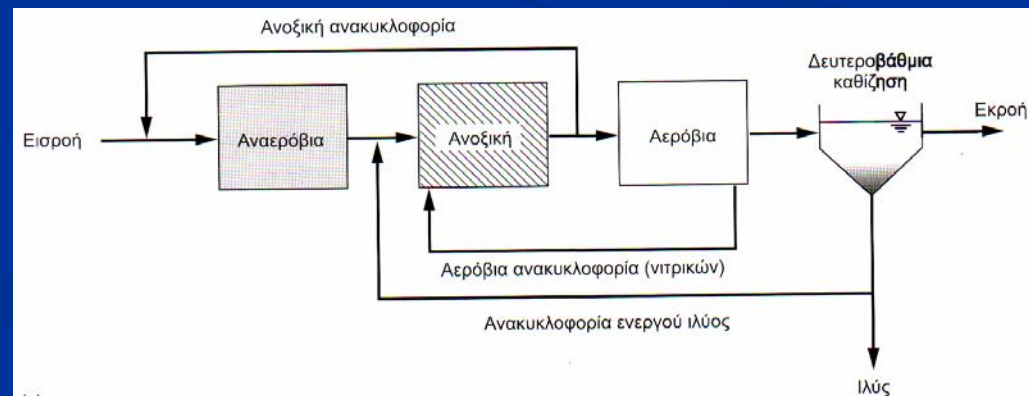 Ανοξική ανακυκλοφορία
Δευτεροβάθμια
καθίζηση
Εκροή
Εισροή
Αναερόβια
Ανοξική
Αερόβια
Αερόβια ανακυκλοφορία (νιτρικών)
Ανακυκλοφορία ενεργού ιλύος
Ιλύς